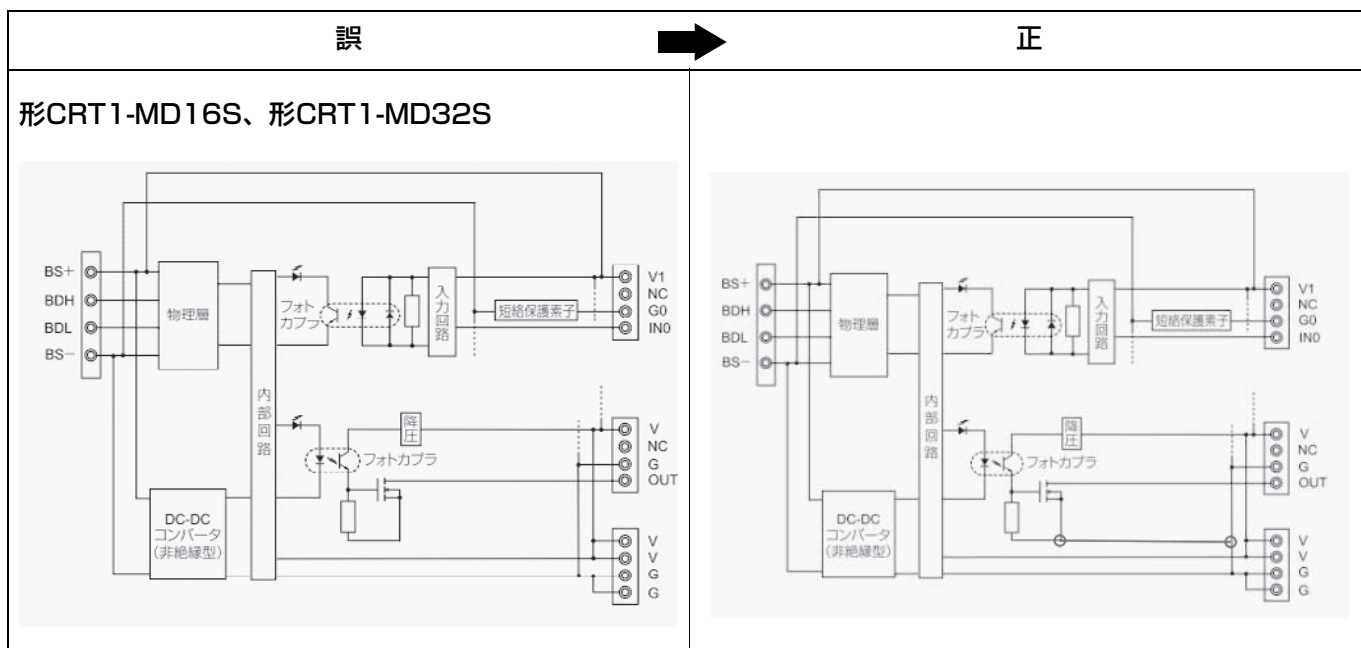 誤
正
形CRT1-MD16S、形CRT1-MD32S
BS+
BDH
BDL
BS−
物理層
フォト
カプラ
入力回路
短絡保護素子
V1
NC
G0
IN0
内部回路
降圧
フォトカプラ
V
NC
G
OUT
DC-DC
コンバータ
(非絶縁型)
V
V
G
G
BS+
BDH
BDL
BS−
物理層
フォト
カプラ
入力回路
短絡保護素子
V1
NC
G0
IN0
内部回路
降圧
フォトカプラ
V
NC
G
OUT
DC-DC
コンバータ
(非絶縁型)
V
V
G
G